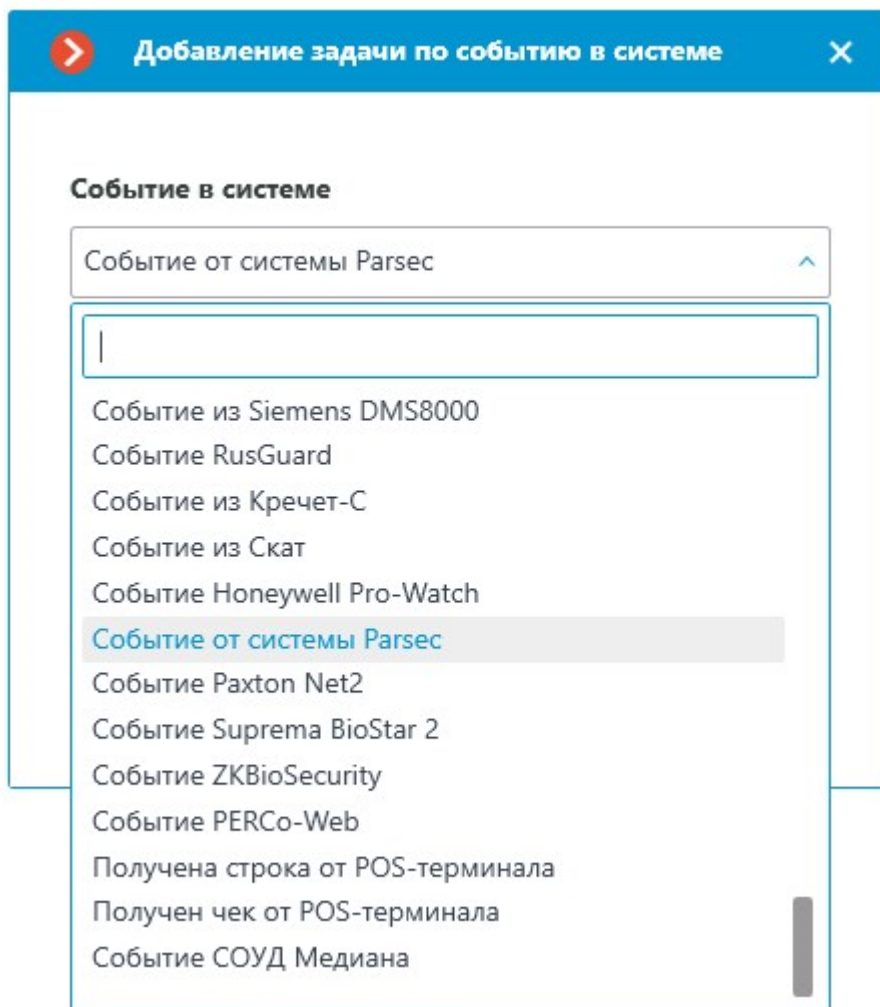 Добавление задачи по событию в системе
Событие в системе
Событие от системы Parsec
Событие из Siemens DMS8000
Событие RusGuard
Событие из Кречет-С
Событие из Скат
Событие Honeywell Pro-Watch
Событие от системы Parsec
Событие Paxton Net2
Событие Suprema BioStar 2
Событие ZKBioSecurity
Событие PERCo-Web
Получена строка от POS-терминала
Получен чек от POS-терминала
Событие СОУД Медиана